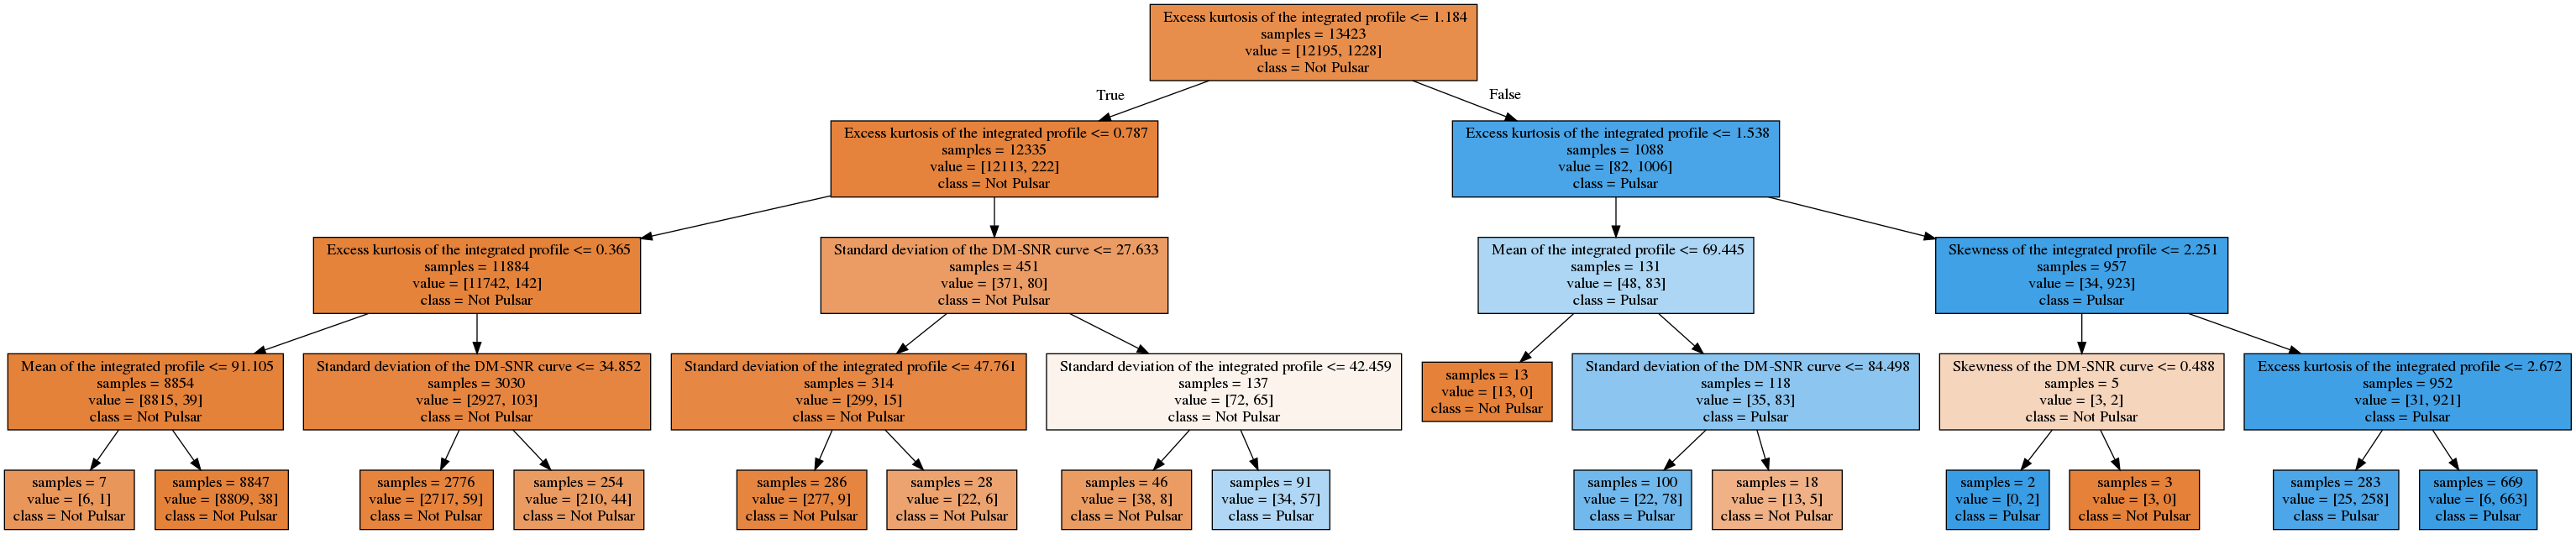 Excess kurtosis of the integrated profile <= 1.184
samples = 13423
value = [12195, 1228]
class = Not Pulsar
True
False
Excess kurtosis of the integrated profile <= 0.787
samples = 12335
value = [12113, 222]
class = Not Pulsar
Excess kurtosis of the integrated profile <= 1.538
samples = 1088
value = [82, 1006]
class = Pulsar
Excess kurtosis of the integrated profile <= 0.365
samples = 11884
value = [11742, 142]
class = Not Pulsar
Standard deviation of the DM-SNR curve <= 27.633
samples = 451
value = [371, 80]
class = Not Pulsar
Mean of the integrated profile <= 69.445
samples = 131
value = [48, 83]
class = Pulsar
Skewness of the integrated profile <= 2.251
samples = 957
value = [34, 923]
class = Pulsar
Mean of the integrated profile <= 91.105
samples = 8854
value = [8815, 39]
class = Not Pulsar
Standard deviation of the DM-SNR curve <= 34.852
samples = 3030
value = [2927, 103]
class = Not Pulsar
Standard deviation of the integrated profile <= 47.761
samples = 314
value = [299, 15]
class = Not Pulsar
Standard deviation of the integrated profile <= 42.459
samples = 137
value = [72, 65]
class = Not Pulsar
samples = 13
value = [13, 0]
class = Not Pulsar
Standard deviation of the DM-SNR curve <= 84.498
samples = 118
value = [35, 83]
class = Pulsar
Skewness of the DM-SNR curve <= 0.488
samples = 5
value = [3, 2]
class = Not Pulsar
Excess kurtosis of the integrated profile <= 2.672
samples = 952
value = [31, 921]
class = Pulsar
samples = 7
value = [6, 1]
class = Not Pulsar
samples = 8847
value = [8809, 38]
class = Not Pulsar
samples = 2776
value = [2717, 59]
class = Not Pulsar
samples = 254
value = [210, 44]
class = Not Pulsar
samples = 286
value = [277, 9]
class = Not Pulsar
samples = 28
value = [22, 6]
class = Not Pulsar
samples = 46
value = [38, 8]
class = Not Pulsar
samples = 91
value = [34, 57]
class = Pulsar
samples = 100
value = [22, 78]
class = Pulsar
samples = 18
value = [13, 5]
class = Not Pulsar
samples = 2
value = [0, 2]
class = Pulsar
samples = 3
value = [3, 0]
class = Not Pulsar
samples = 283
value = [25, 258]
class = Pulsar
samples = 669
value = [6, 663]
class = Pulsar